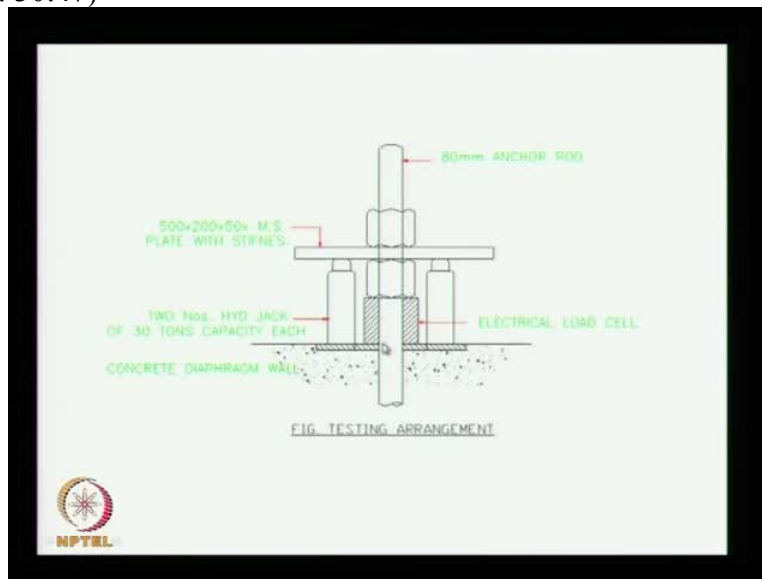 80mm ANCHOR ROD
500x200x50x M.S.
PLATE WITH STIFNES.
TWO Nos. HYD JACK
OF 30 TONS CAPACITY EACH
ELECTRICAL LOAD CELL
CONCRETE DIAPHRAGM WALL
FIG. TESTING ARRANGEMENT
NPTEL